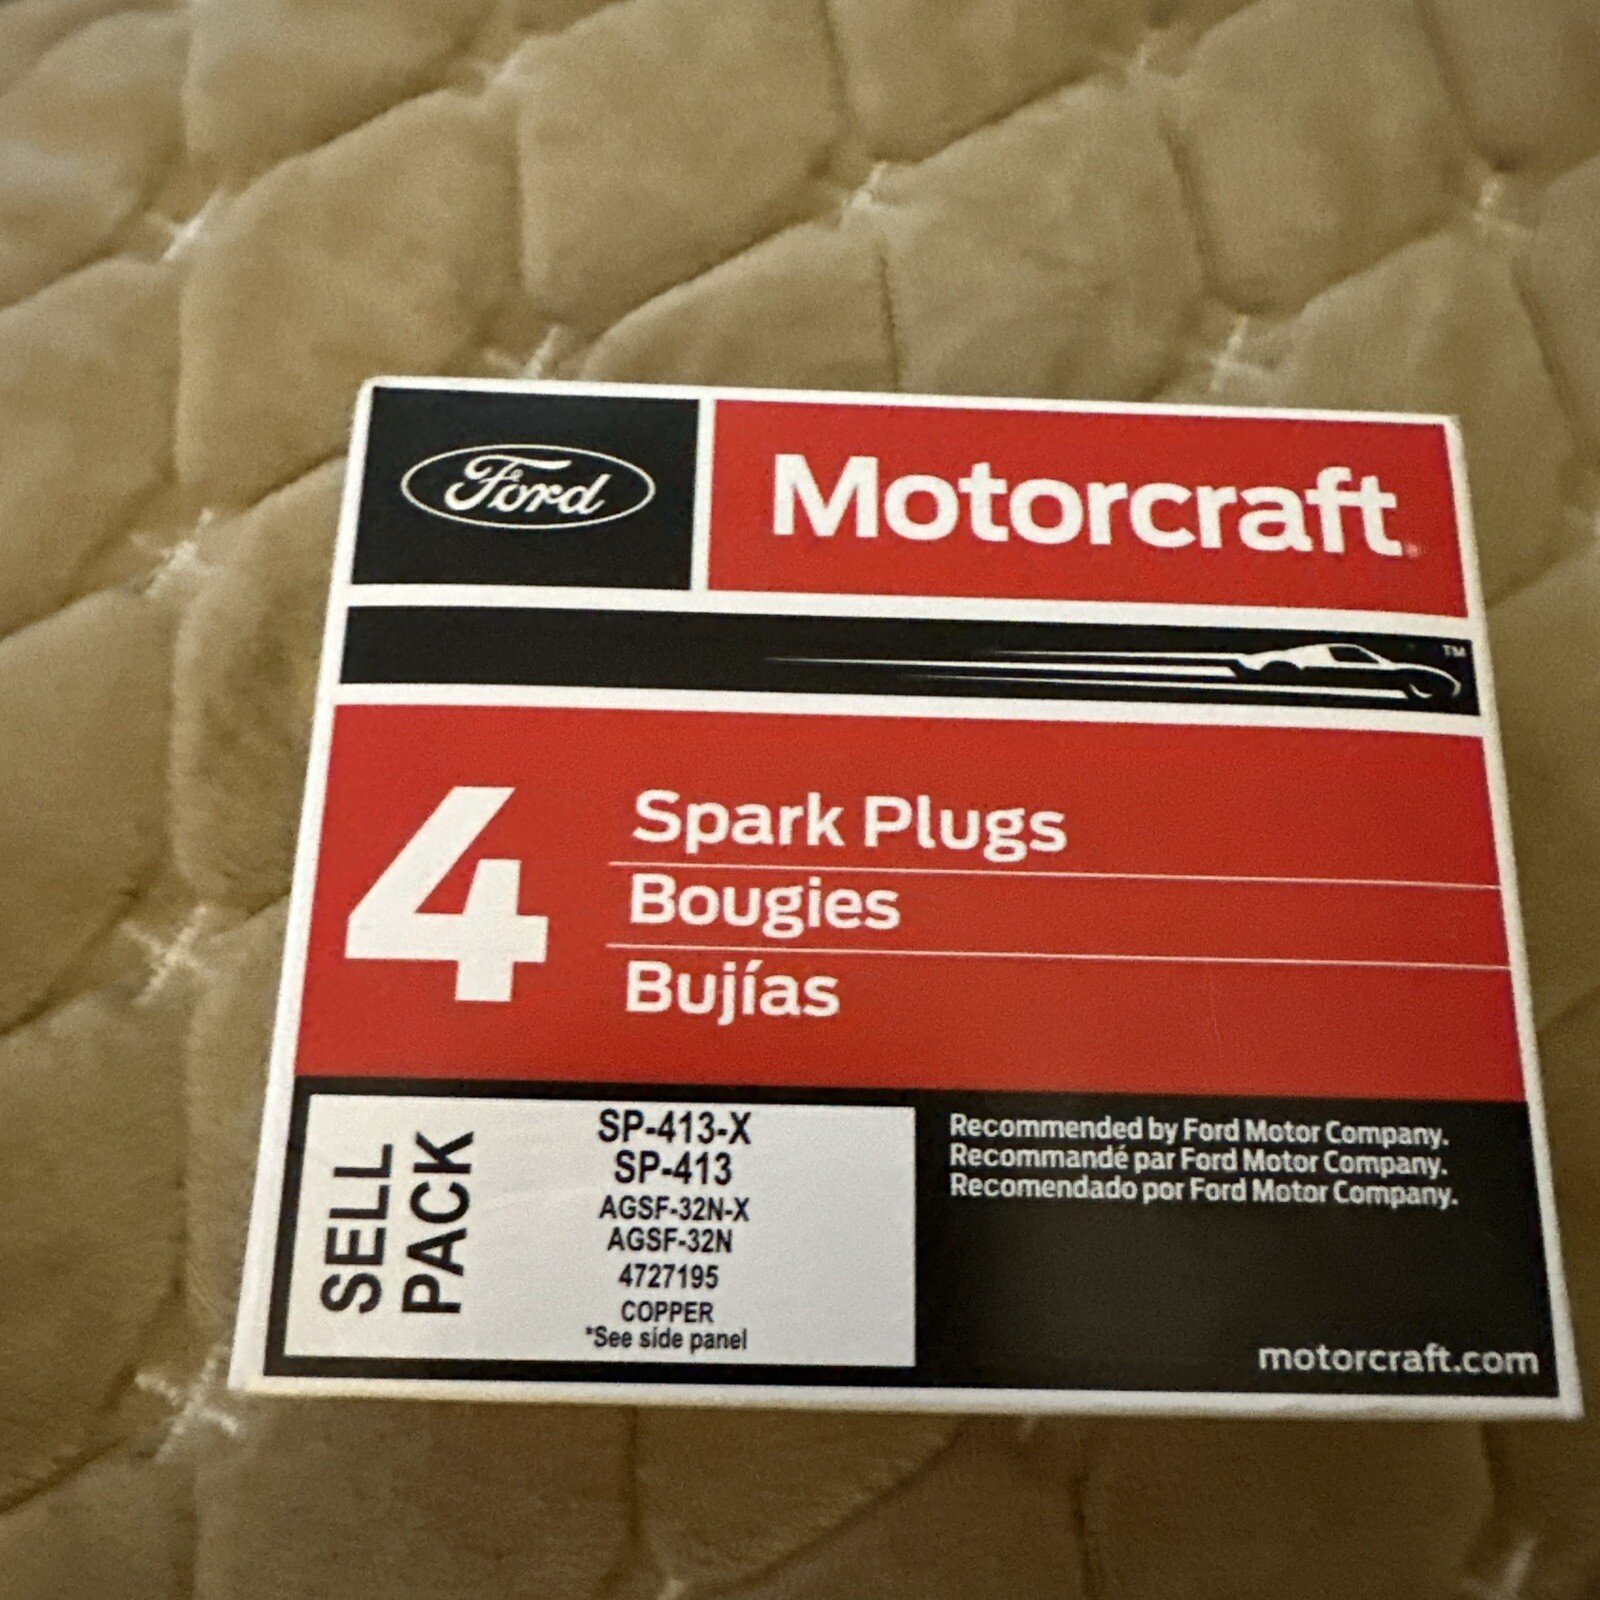 Ford
Motorcraft®
TM
4
Spark Plugs
Bougies
Bujías
SELL
PACK
SP-413-X
SP-413
AGSF-32N-X
AGSF-32N
4727195
COPPER
*See side panel
Recommended by Ford Motor Company.
Recommandé par Ford Motor Company.
Recomendado por Ford Motor Company.
motorcraft.com